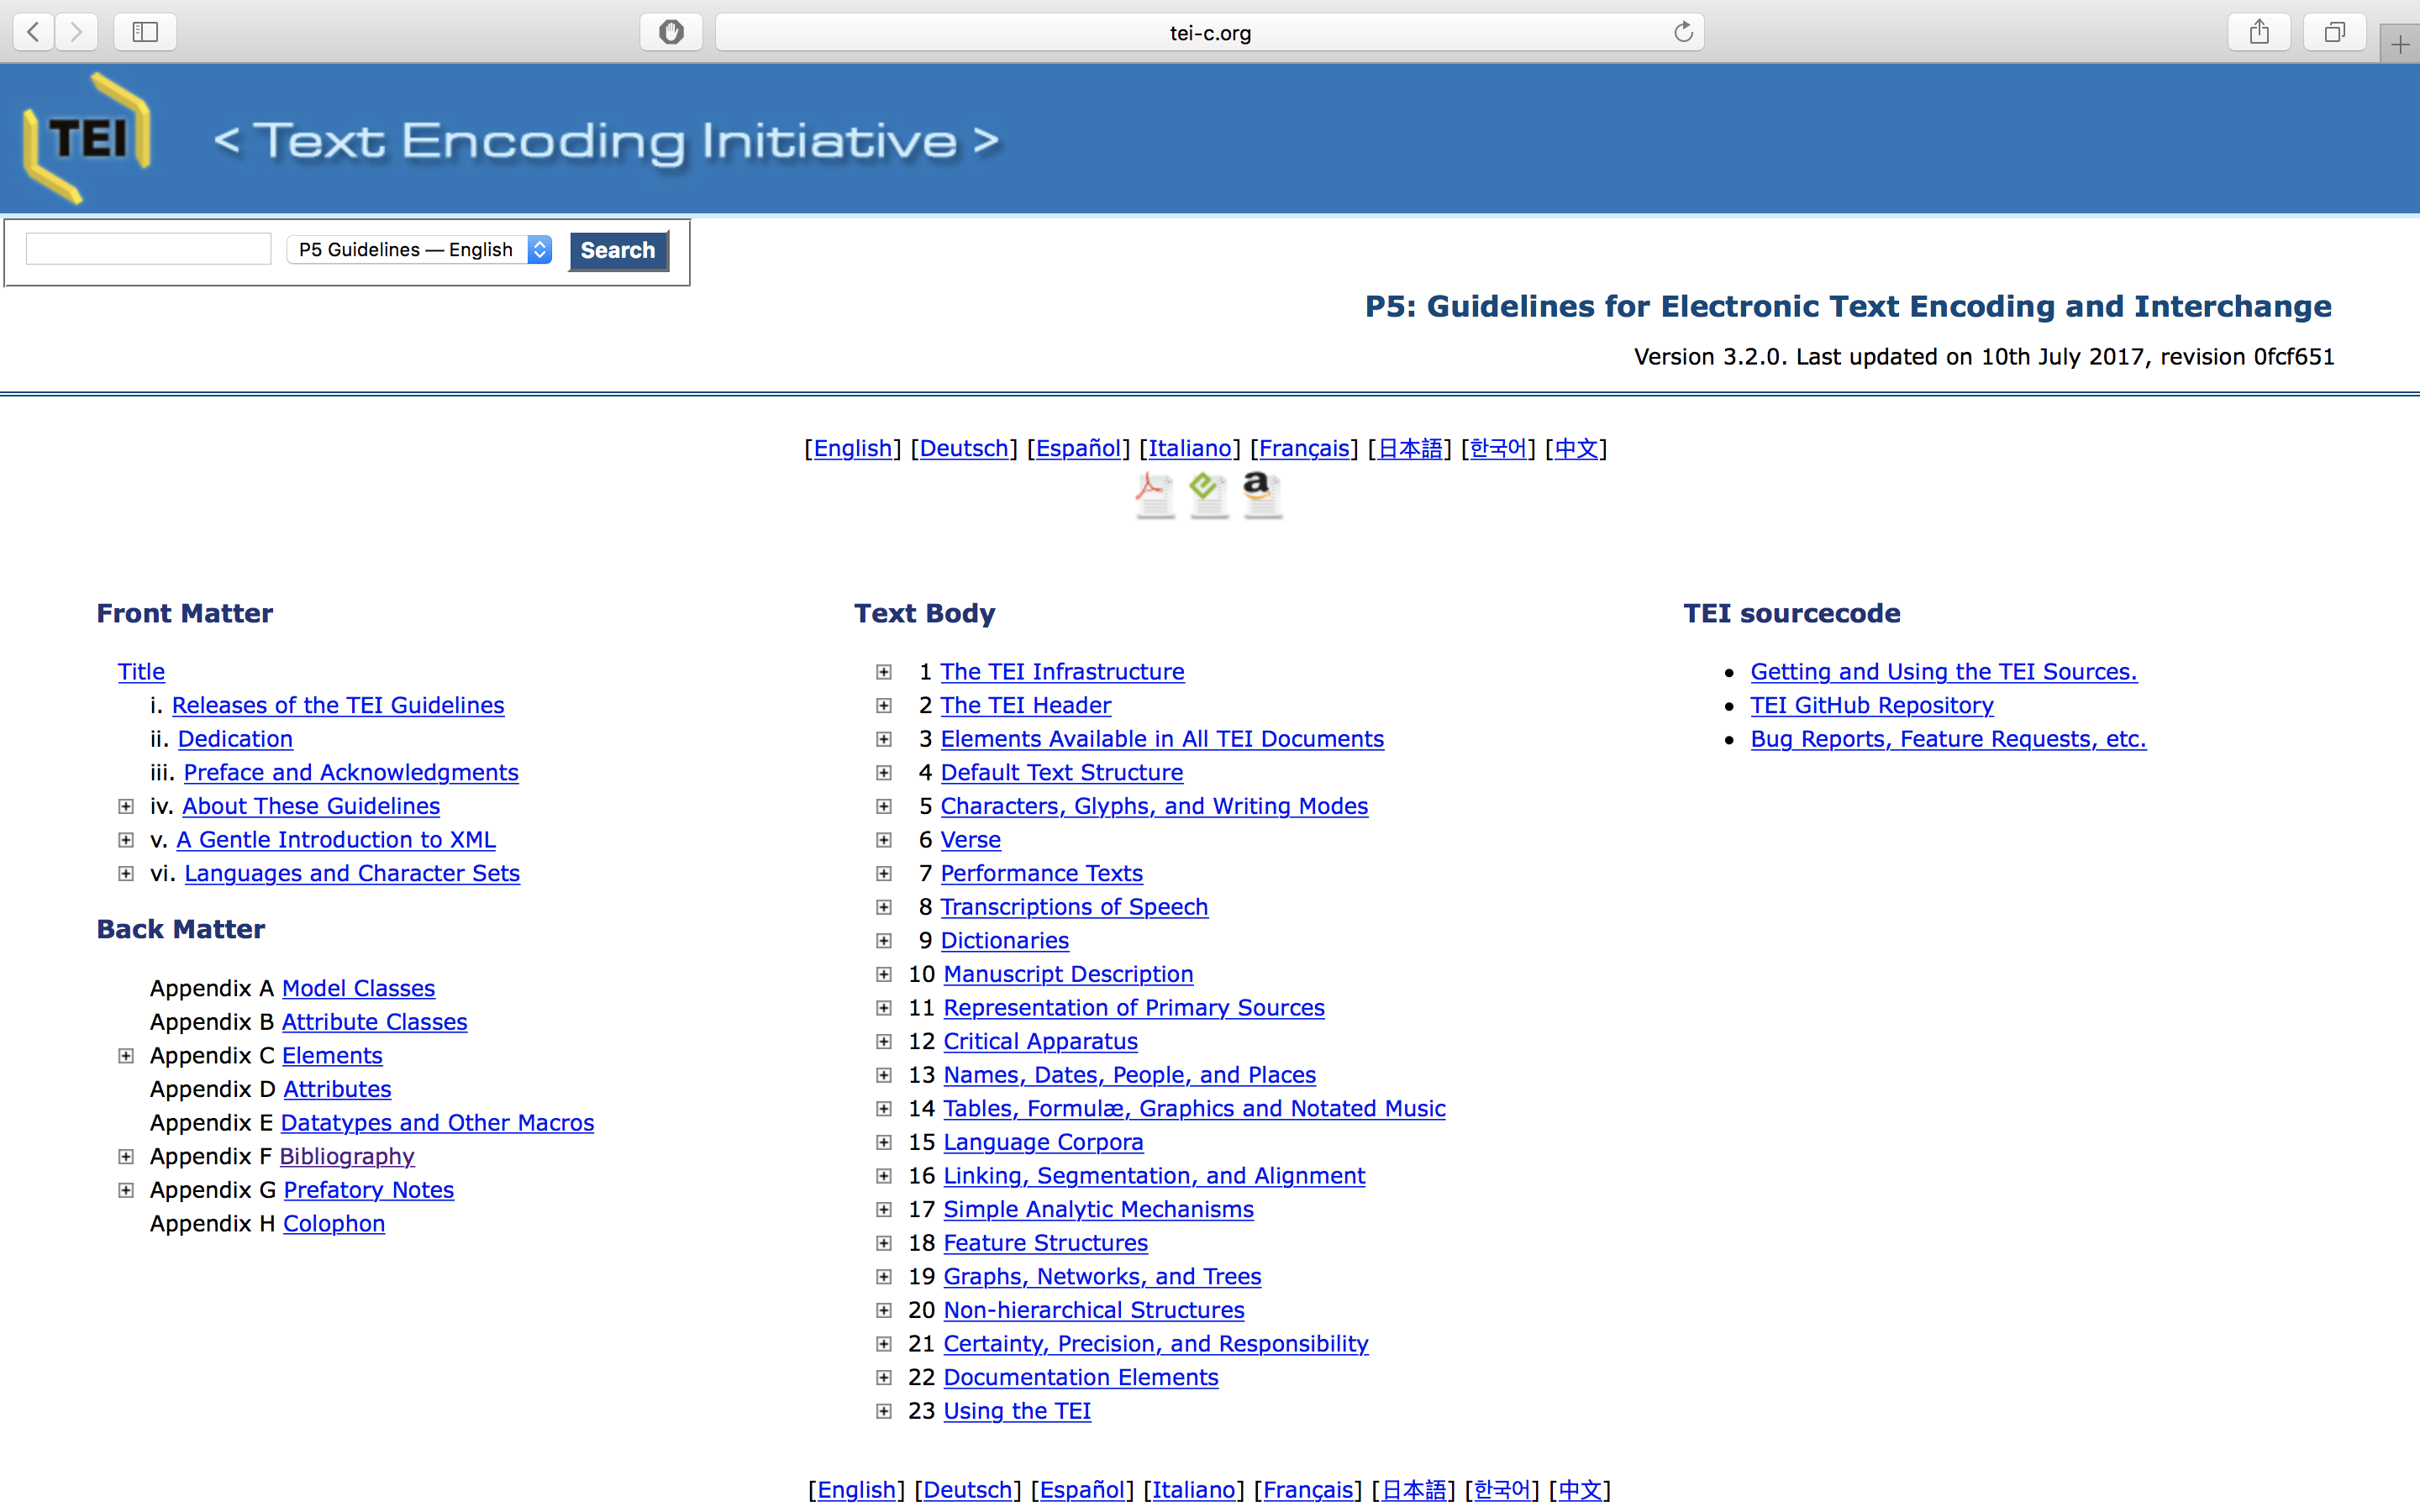 tei-c.org
TEI
< Text Encoding Initiative >
P5 Guidelines — English
Search
P5: Guidelines for Electronic Text Encoding and Interchange
Version 3.2.0. Last updated on 10th July 2017, revision 0fcf651
[English] [Deutsch] [Español] [Italiano] [Français] [日本語] [한국어] [中文]
Front Matter
Title
i. Releases of the TEI Guidelines
ii. Dedication
iii. Preface and Acknowledgments
iv. About These Guidelines
v. A Gentle Introduction to XML
vi. Languages and Character Sets
Back Matter
Appendix A Model Classes
Appendix B Attribute Classes
Appendix C Elements
Appendix D Attributes
Appendix E Datatypes and Other Macros
Appendix F Bibliography
Appendix G Prefatory Notes
Appendix H Colophon
Text Body
1 The TEI Infrastructure
2 The TEI Header
3 Elements Available in All TEI Documents
4 Default Text Structure
5 Characters, Glyphs, and Writing Modes
6 Verse
7 Performance Texts
8 Transcriptions of Speech
9 Dictionaries
10 Manuscript Description
11 Representation of Primary Sources
12 Critical Apparatus
13 Names, Dates, People, and Places
14 Tables, Formulæ, Graphics and Notated Music
15 Language Corpora
16 Linking, Segmentation, and Alignment
17 Simple Analytic Mechanisms
18 Feature Structures
19 Graphs, Networks, and Trees
20 Non-hierarchical Structures
21 Certainty, Precision, and Responsibility
22 Documentation Elements
23 Using the TEI
TEI sourcecode
• Getting and Using the TEI Sources.
• TEI GitHub Repository
• Bug Reports, Feature Requests, etc.
[English] [Deutsch] [Español] [Italiano] [Français] [日本語] [한국어] [中文]